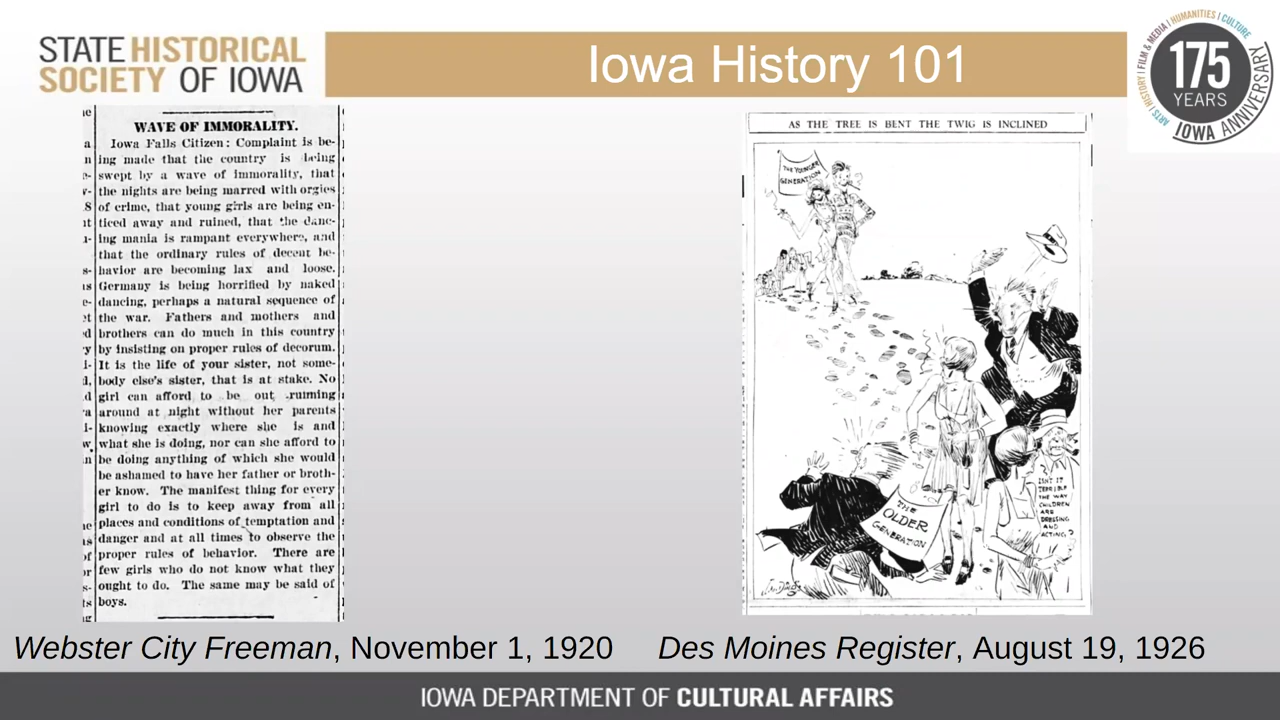 STATE HISTORICAL
SOCIETY OF IOWA
Iowa History 101
ARTS | HISTORY | FILM & MEDIA | HUMANITIES | CULTURE
175
YEARS
IOWA ANNIVERSARY
WAVE OF IMMORALITY.
Iowa Falls Citizen: Complaint is be-
ing made that the country is being
swept by a wave of immorality, that
the nights are being marred with orgies
of crime, that young girls are being en-
ticed away and ruined, that the danc-
ing mania is rampant everywhere, and
that the ordinary rules of decent be-
havior are becoming lax and loose.
Germany is being horrified by naked
dancing, perhaps a natural sequence of
the war. Fathers and mothers and
brothers can do much in this country
by insisting on proper rules of decorum.
It is the life of your sister, not some-
body else's sister, that is at stake. No
girl can afford to be out running
around at night without her parents
knowing exactly where she is and
what she is doing, nor can she afford to
be doing anything of which she would
be ashamed to have her father or broth-
er know. The manifest thing for every
girl to do is to keep away from all
places and conditions of temptation and
danger and at all times to observe the
proper rules of behavior. There are
few girls who do not know what they
ought to do. The same may be said of
boys.
AS THE TREE IS BENT THE TWIG IS INCLINED
THE YOUNGER
GENERATION
THE
OLDER
GENERATION
ISN'T IT
TERRIBLE
THE WAY
CHILDREN
ARE
DRESSING
AND
ACTING?
Webster City Freeman, November 1, 1920
Des Moines Register, August 19, 1926
IOWA DEPARTMENT OF CULTURAL AFFAIRS